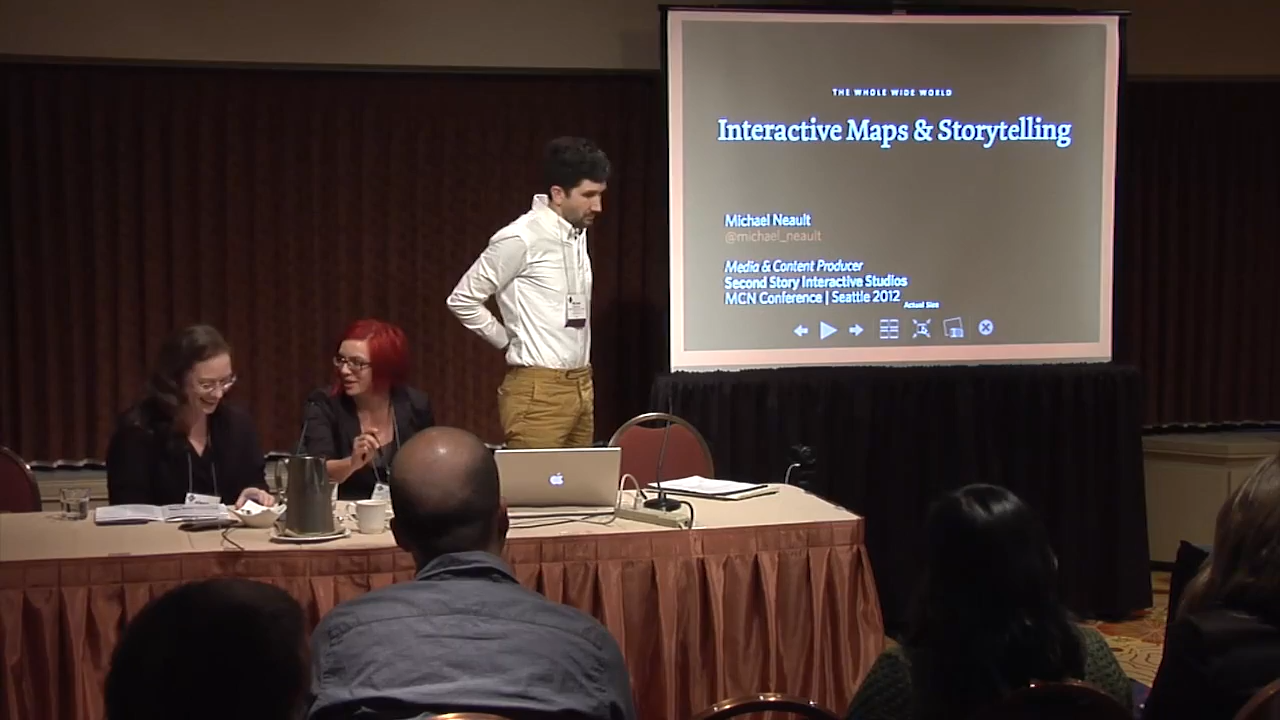 THE WHOLE WIDE WORLD
Interactive Maps & Storytelling
Michael Neault
@michael_neault
Media & Content Producer
Second Story Interactive Studios
MCN Conference | Seattle 2012
Actual Size